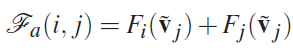 ℱₐ(i, j) = Fᵢ(ṽⱼ) + Fⱼ(ṽⱼ)